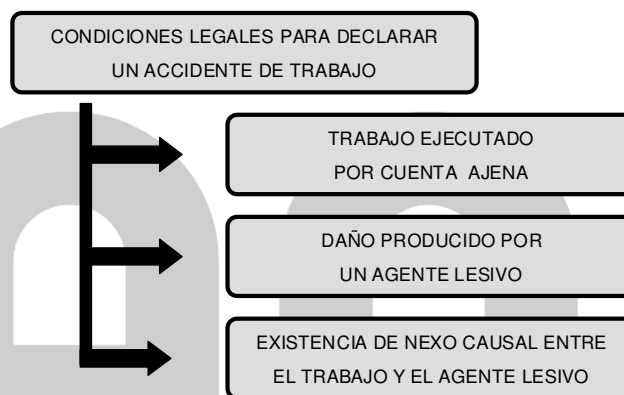 CONDICIONES LEGALES PARA DECLARAR
UN ACCIDENTE DE TRABAJO
TRABAJO EJECUTADO
POR CUENTA AJENA
DAÑO PRODUCIDO POR
UN AGENTE LESIVO
EXISTENCIA DE NEXO CAUSAL ENTRE
EL TRABAJO Y EL AGENTE LESIVO